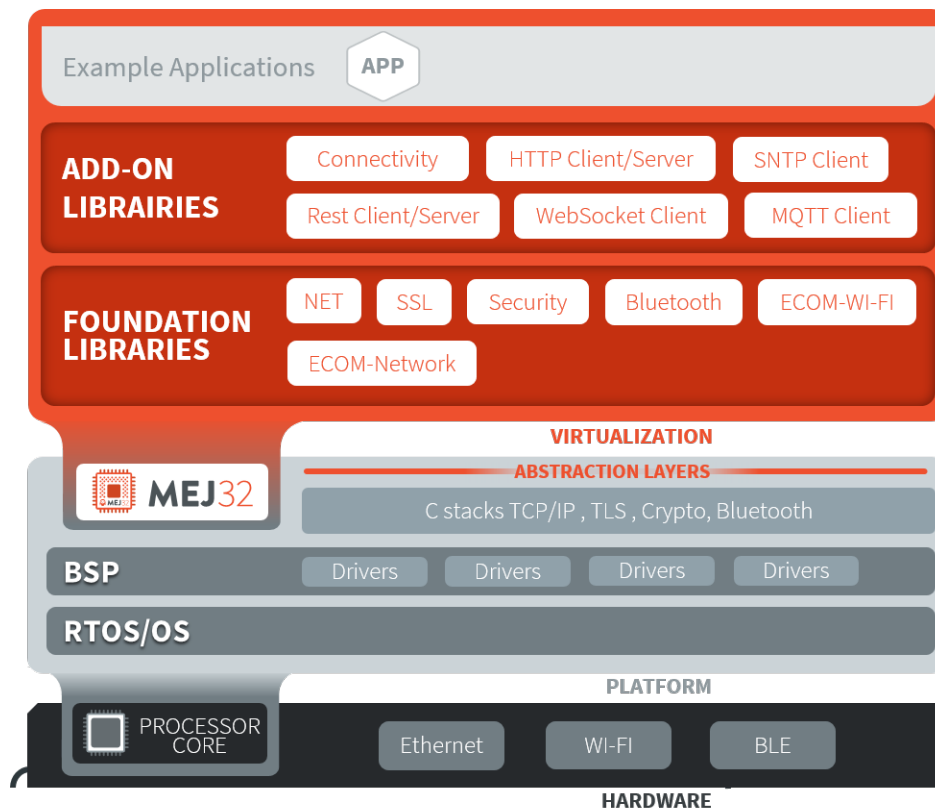 Example Applications APP
ADD-ON
LIBRAIRIES
Connectivity HTTP Client/Server SNTP Client
Rest Client/Server WebSocket Client MQTT Client
FOUNDATION
LIBRARIES
NET SSL Security Bluetooth ECOM-WI-FI
ECOM-Network
VIRTUALIZATION
ABSTRACTION LAYERS
MEJ MEJ32
C stacks TCP/IP , TLS , Crypto, Bluetooth
BSP Drivers Drivers Drivers Drivers
RTOS/OS
PLATFORM
PROCESSOR
CORE
Ethernet WI-FI BLE
HARDWARE